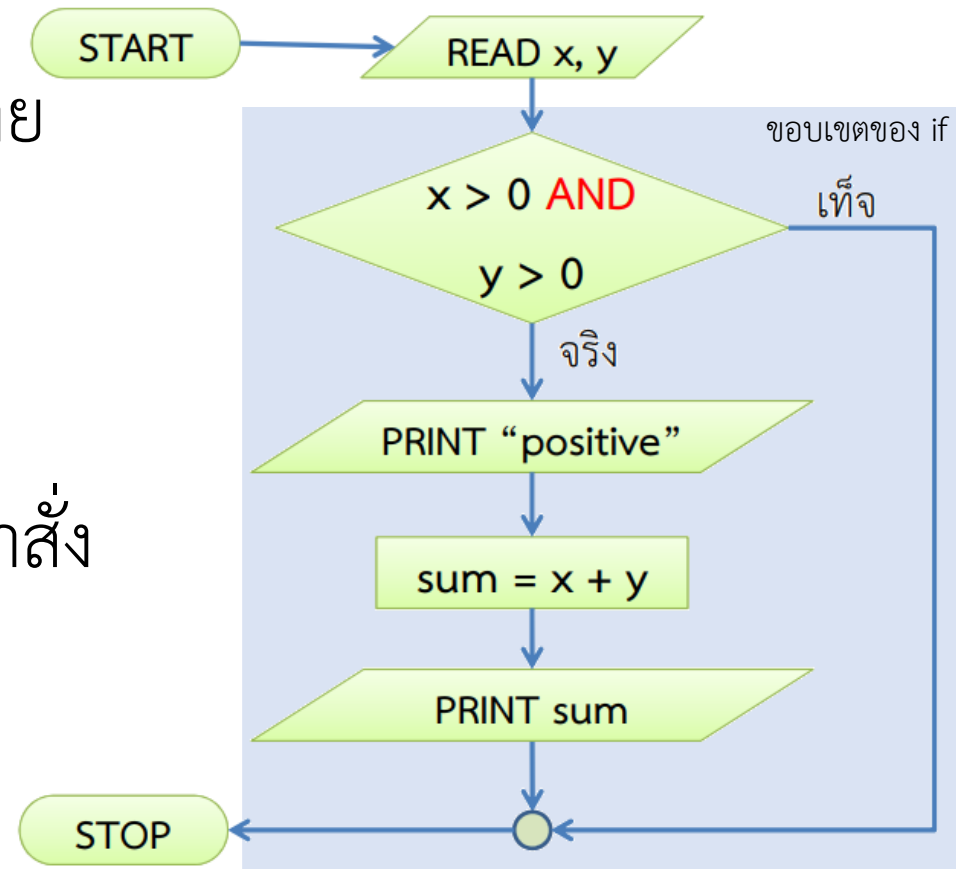 START
READ x, y
ขอบเขตของ if
x > 0 AND
y > 0
เท็จ
จริง
PRINT “positive”
sum = x + y
PRINT sum
STOP